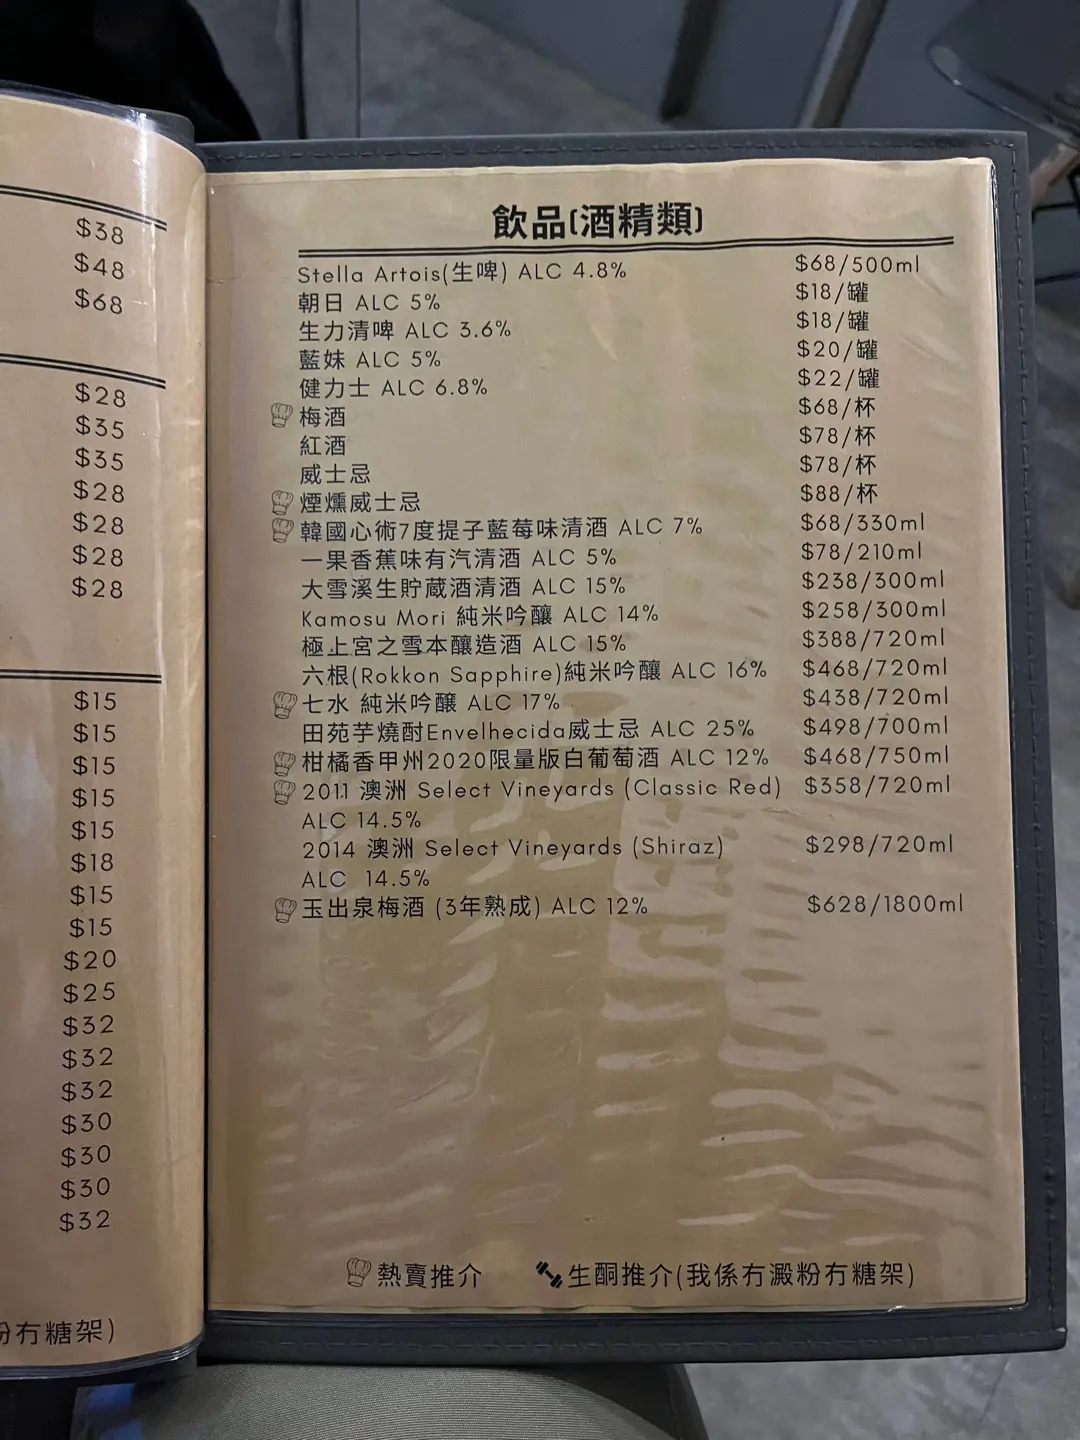 $38
$48
$68
$28
$35
$35
$28
$28
$28
$28
$15
$15
$15
$15
$15
$18
$15
$15
$20
$25
$32
$32
$32
$30
$30
$30
$32
冇糖架)
飲品(酒精類)
Stella Artois(生啤) ALC 4.8% $68/500ml
朝日 ALC 5% $18/罐
生力清啤 ALC 3.6% $18/罐
藍妹 ALC 5% $20/罐
健力士 ALC 6.8% $22/罐
梅酒 $68/杯
紅酒 $78/杯
威士忌 $78/杯
煙燻威士忌 $88/杯
韓國心術7度提子藍莓味清酒 ALC 7% $68/330ml
一果香蕉味有汽清酒 ALC 5% $78/210ml
大雪溪生貯蔵酒清酒 ALC 15% $238/300ml
Kamosu Mori 純米吟釀 ALC 14% $258/300ml
極上宮之雪本釀造酒 ALC 15% $388/720ml
六根(Rokkon Sapphire)純米吟釀 ALC 16% $468/720ml
七水 純米吟醸 ALC 17% $438/720ml
田苑芋燒酎Envelhecida威士忌 ALC 25% $498/700ml
柑橘香甲州2020限量版白葡萄酒 ALC 12% $468/750ml
2011 澳洲 Select Vineyards (Classic Red) $358/720ml
ALC 14.5%
2014 澳洲 Select Vineyards (Shiraz) $298/720ml
ALC 14.5%
玉出泉梅酒 (3年熟成) ALC 12% $628/1800ml
熱賣推介 生酮推介(我係冇澱粉冇糖架)